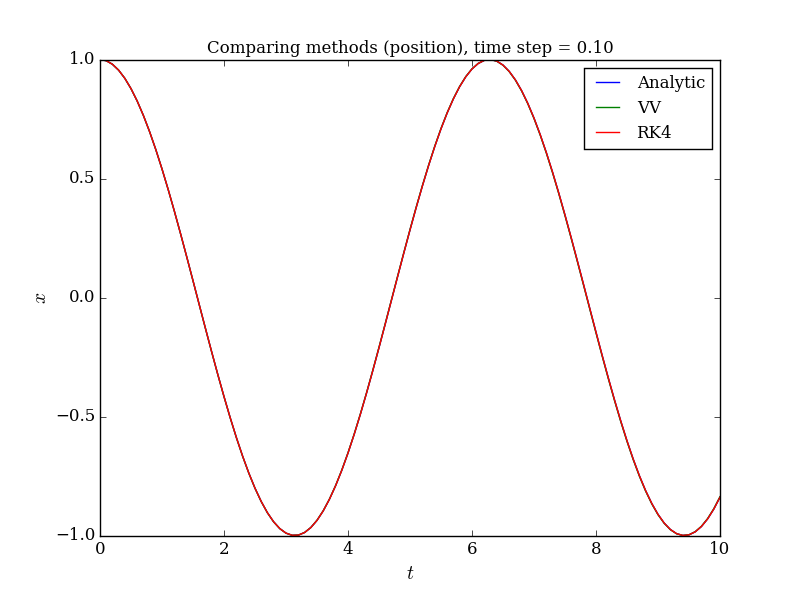 Comparing methods (position), time step = 0.10
Analytic
VV
RK4
1.0
0.5
0.0
−0.5
−1.0
x
0 2 4 6 8 10
t